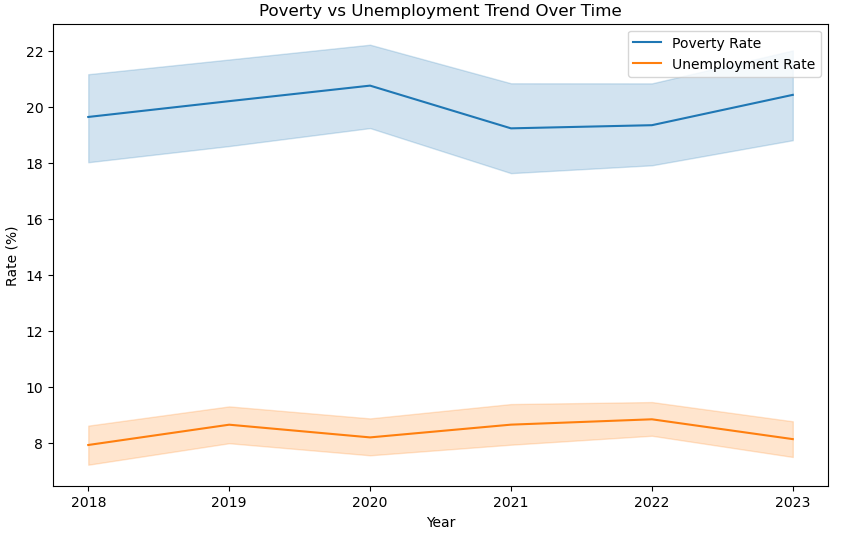 Poverty vs Unemployment Trend Over Time
Poverty Rate
Unemployment Rate
Rate (%)
22
20
18
16
14
12
10
8
2018 2019 2020 2021 2022 2023
Year